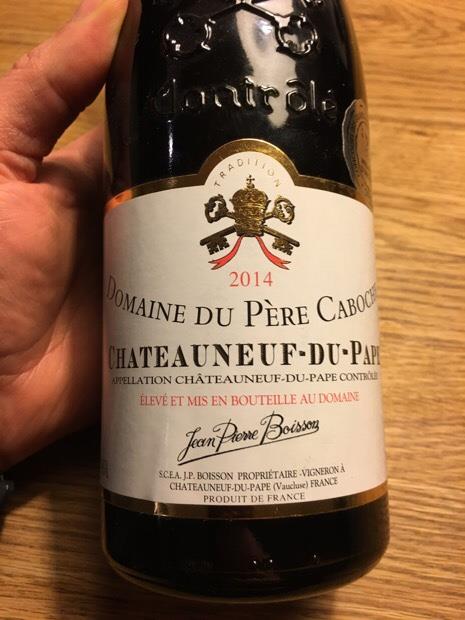 Contrôlé
TRADITION
2014
DOMAINE DU PÈRE CABOCHE
CHATEAUNEUF-DU-PAPE
APPELLATION CHÂTEAUNEUF-DU-PAPE CONTRÔLÉE
ÉLEVÉ ET MIS EN BOUTEILLE AU DOMAINE
Jean Pierre Boisson
S.C.E.A. J.P. BOISSON PROPRIÉTAIRE -VIGNERON À
CHATEAUNEUF-DU-PAPE (Vaucluse) FRANCE
PRODUIT DE FRANCE